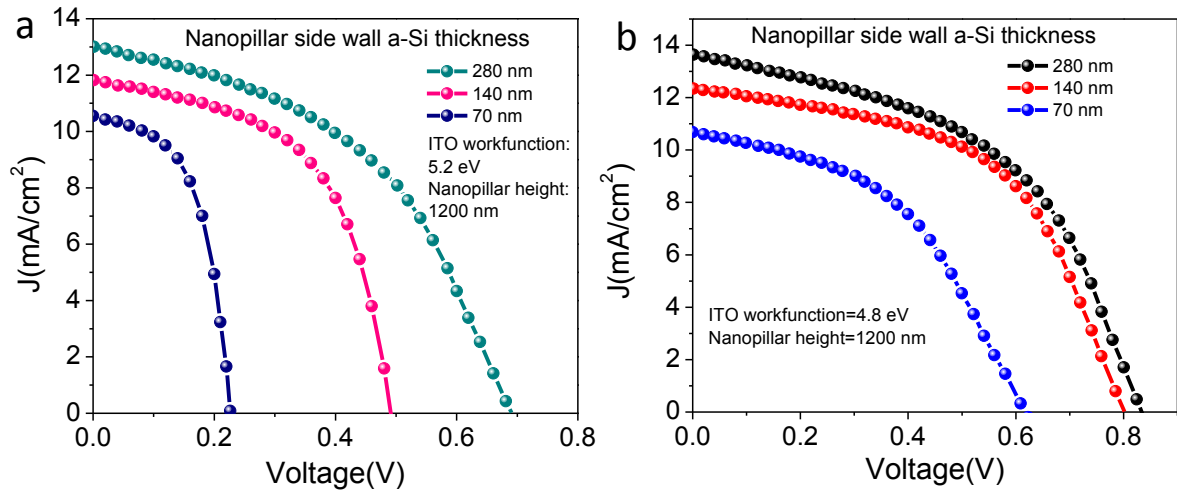 a
Nanopillar side wall a-Si thickness
280 nm
140 nm
70 nm
ITO workfunction:
5.2 eV
Nanopillar height:
1200 nm
J(mA/cm²)
14
12
10
8
6
4
2
0
0.0 0.2 0.4 0.6 0.8
Voltage(V)
b
Nanopillar side wall a-Si thickness
280 nm
140 nm
70 nm
ITO workfunction=4.8 eV
Nanopillar height=1200 nm
J(mA/cm²)
14
12
10
8
6
4
2
0
0.0 0.2 0.4 0.6 0.8
Voltage(V)